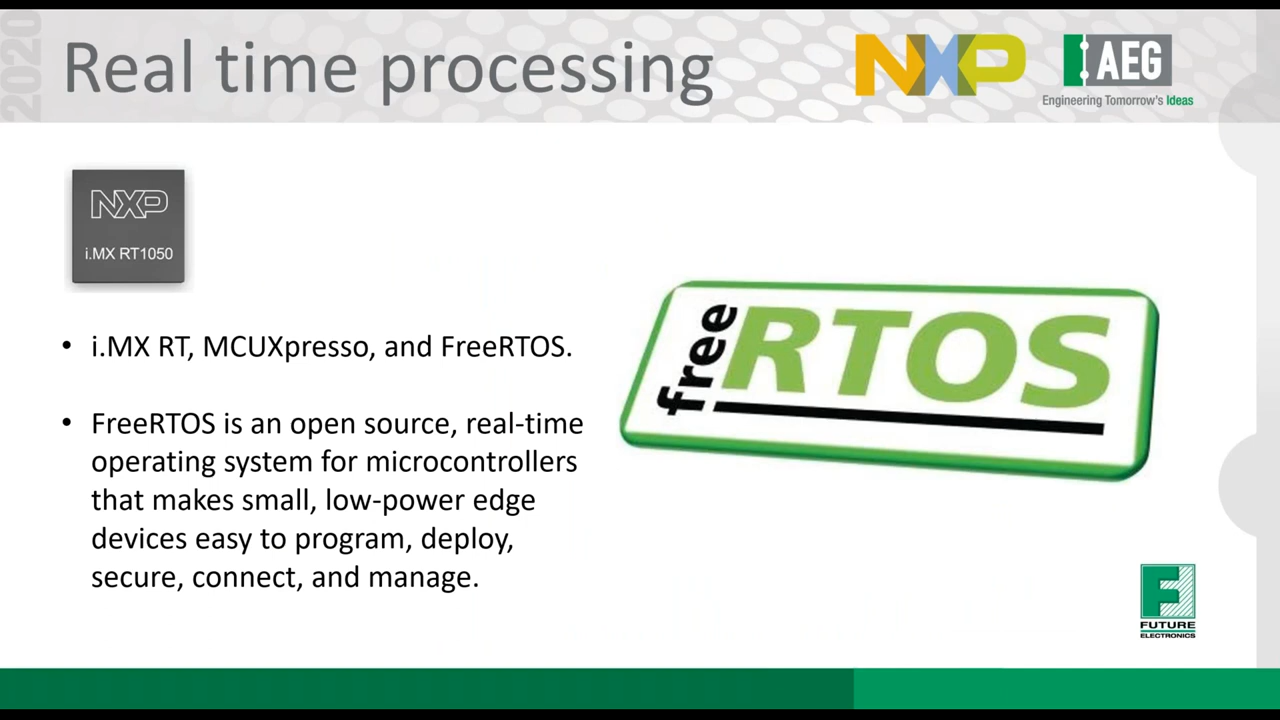 2020
Real time processing
NXP
AEG
Engineering Tomorrow's Ideas
NXP
i.MX RT1050
• i.MX RT, MCUXpresso, and FreeRTOS.
• FreeRTOS is an open source, real-time
operating system for microcontrollers
that makes small, low-power edge
devices easy to program, deploy,
secure, connect, and manage.
free
RTOS
F
FUTURE
ELECTRONICS